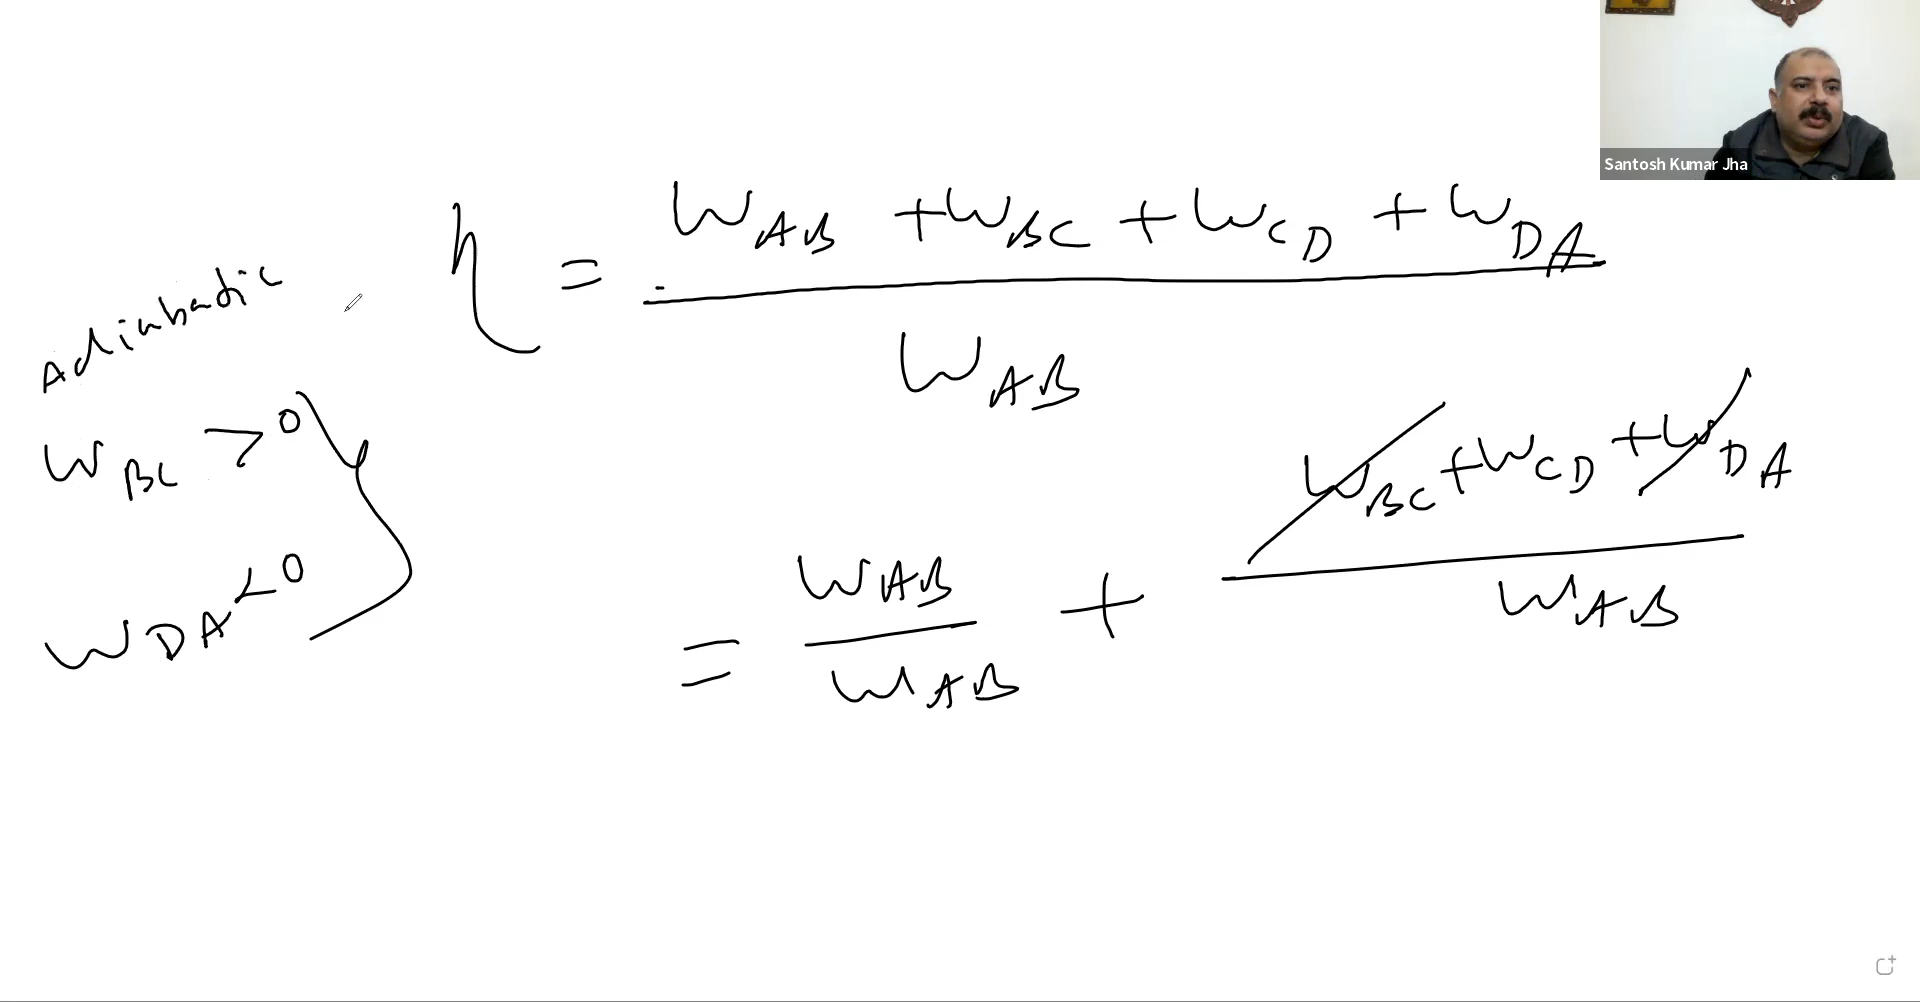 Santosh Kumar Jha
η = W_AB + W_BC + W_CD + W_DA
W_AB
Adiabatic
W_BC > 0
W_DA < 0
= W_AB + W_BC + W_CD + W_DA
W_AB W_AB